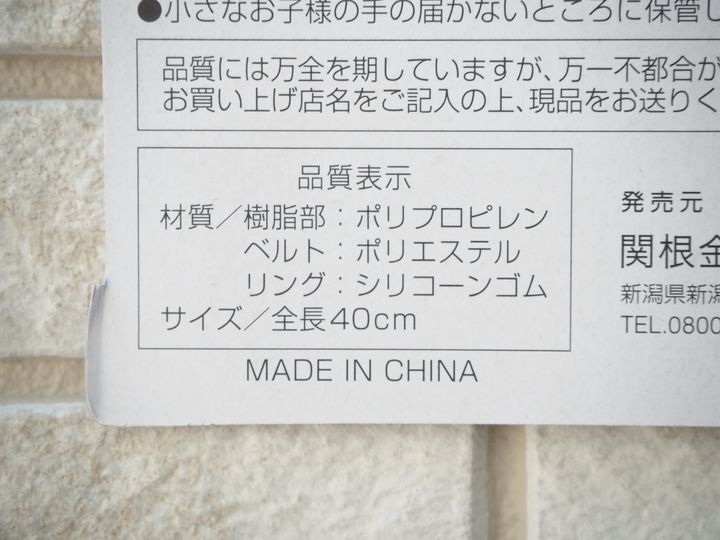 ●小さなお子様の手の届かないところに保管し
品質には万全を期していますが、万一不都合が
お買い上げ店名をご記入の上、現品をお送りく
品質表示
材質／樹脂部：ポリプロピレン
ベルト：ポリエステル
リング：シリコーンゴム
サイズ／全長40cm
MADE IN CHINA
発売元
関根金
新潟県新潟
TEL.0800